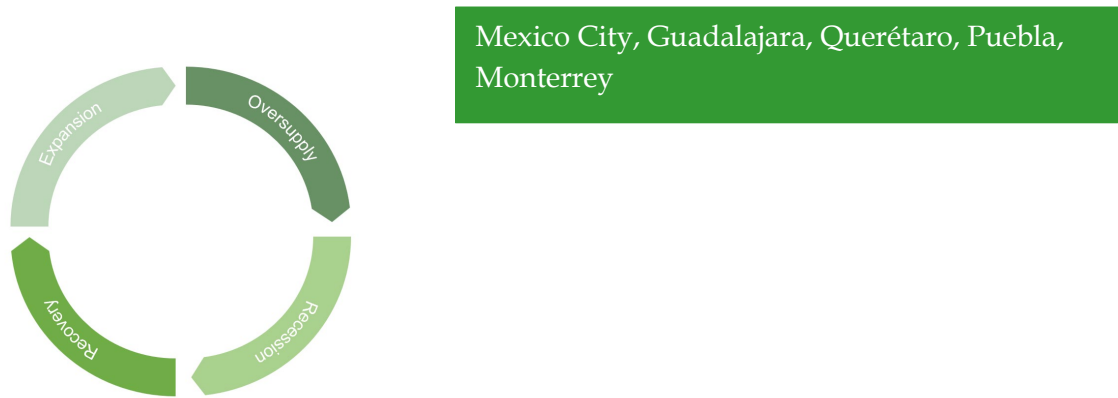 Mexico City, Guadalajara, Querétaro, Puebla,
Monterrey
Expansion
Oversupply
Recession
Recovery